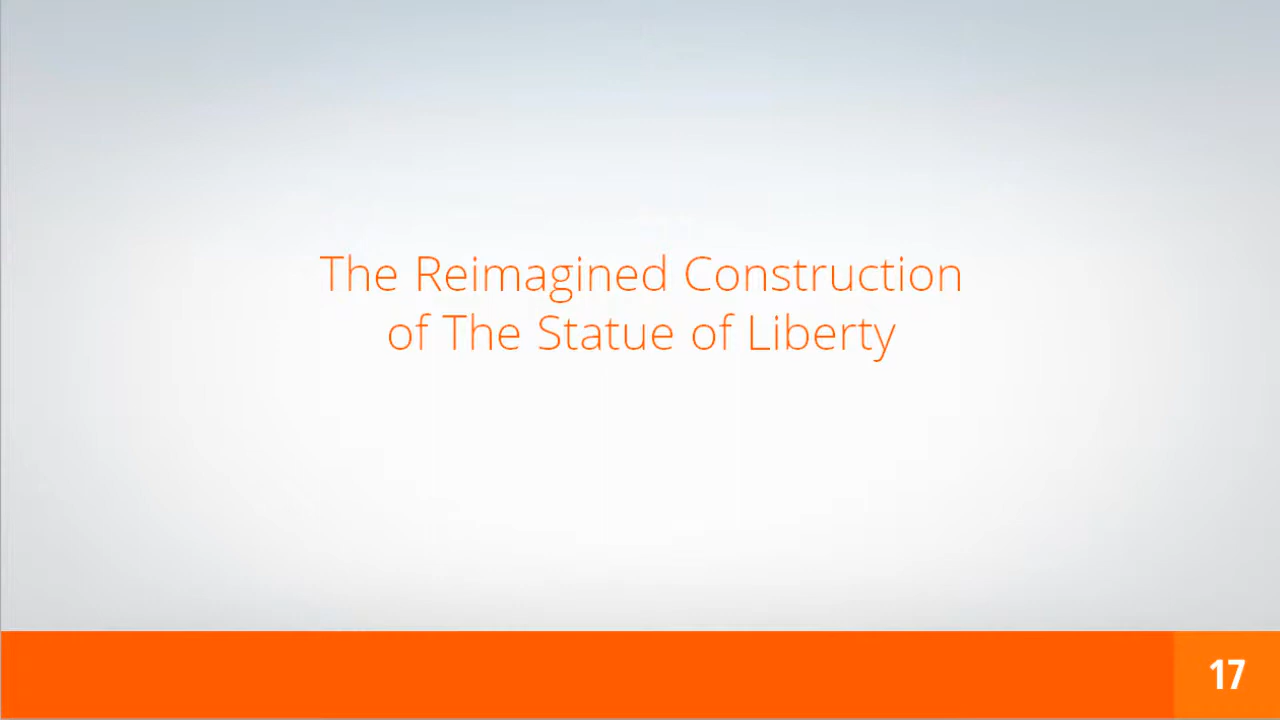 The Reimagined Construction
of The Statue of Liberty
17